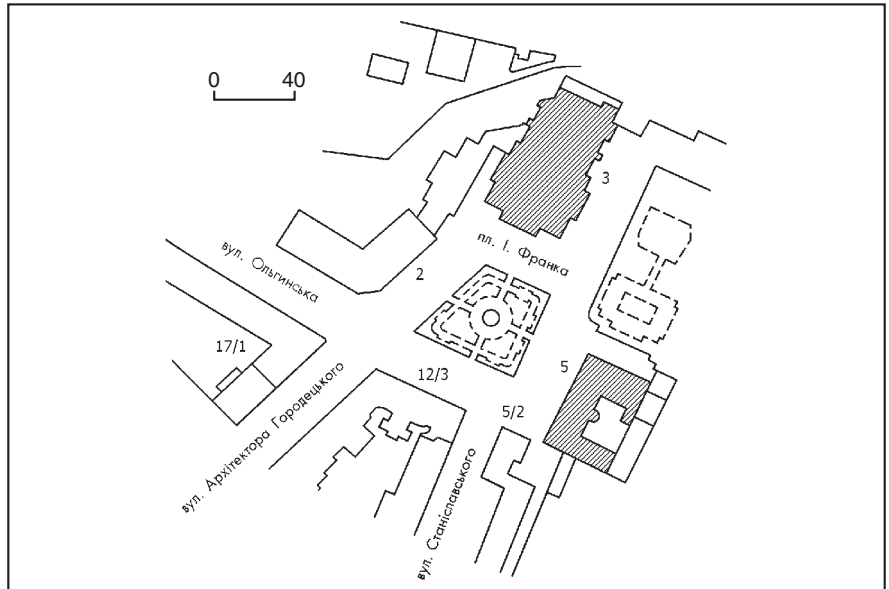 0 40
3
пл. І. Франка
вул. Ольгинська
2
17/1
12/3
5
5/2
вул. Архітектора Городецького
вул. Станіславського